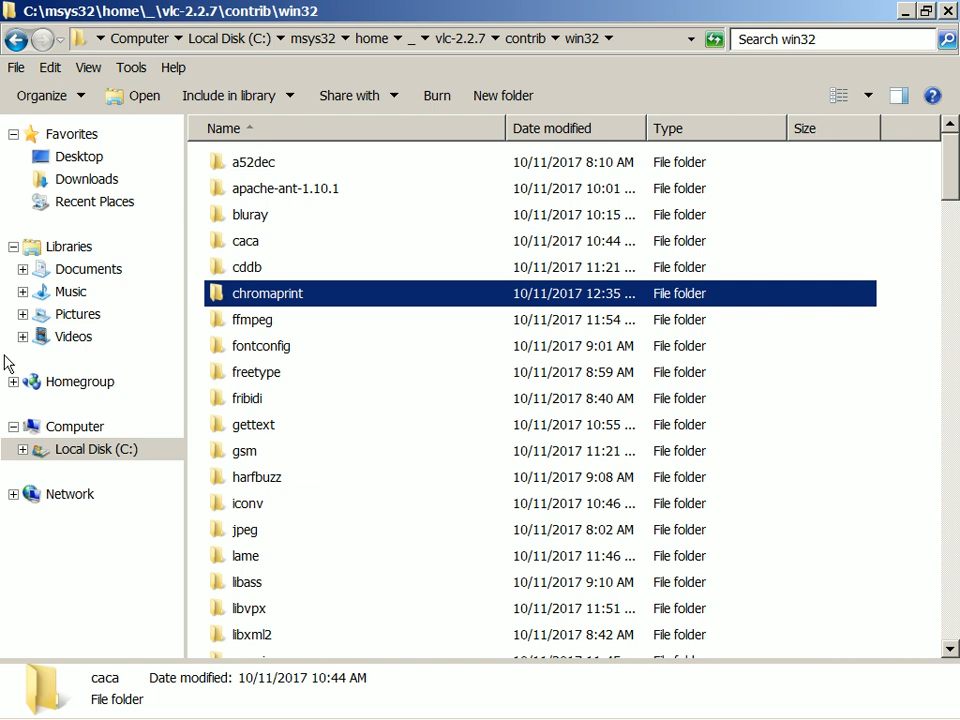 C:\msys32\home\_\vlc-2.2.7\contrib\win32
Computer Local Disk (C:) msys32 home _ vlc-2.2.7 contrib win32 Search win32
File Edit View Tools Help
Organize Open Include in library Share with Burn New folder
Favorites
Desktop
Downloads
Recent Places
Libraries
Documents
Music
Pictures
Videos
Homegroup
Computer
Local Disk (C:)
Network
Name Date modified Type Size
a52dec 10/11/2017 8:10 AM File folder
apache-ant-1.10.1 10/11/2017 10:01 ... File folder
bluray 10/11/2017 10:15 ... File folder
caca 10/11/2017 10:44 ... File folder
cddb 10/11/2017 11:21 ... File folder
chromaprint 10/11/2017 12:35 ... File folder
ffmpeg 10/11/2017 11:54 ... File folder
fontconfig 10/11/2017 9:01 AM File folder
freetype 10/11/2017 8:59 AM File folder
fribidi 10/11/2017 8:40 AM File folder
gettext 10/11/2017 10:55 ... File folder
gsm 10/11/2017 11:21 ... File folder
harfbuzz 10/11/2017 9:08 AM File folder
iconv 10/11/2017 10:46 ... File folder
jpeg 10/11/2017 8:02 AM File folder
lame 10/11/2017 11:46 ... File folder
libass 10/11/2017 9:10 AM File folder
libvpx 10/11/2017 11:51 ... File folder
libxml2 10/11/2017 8:42 AM File folder
caca Date modified: 10/11/2017 10:44 AM
File folder